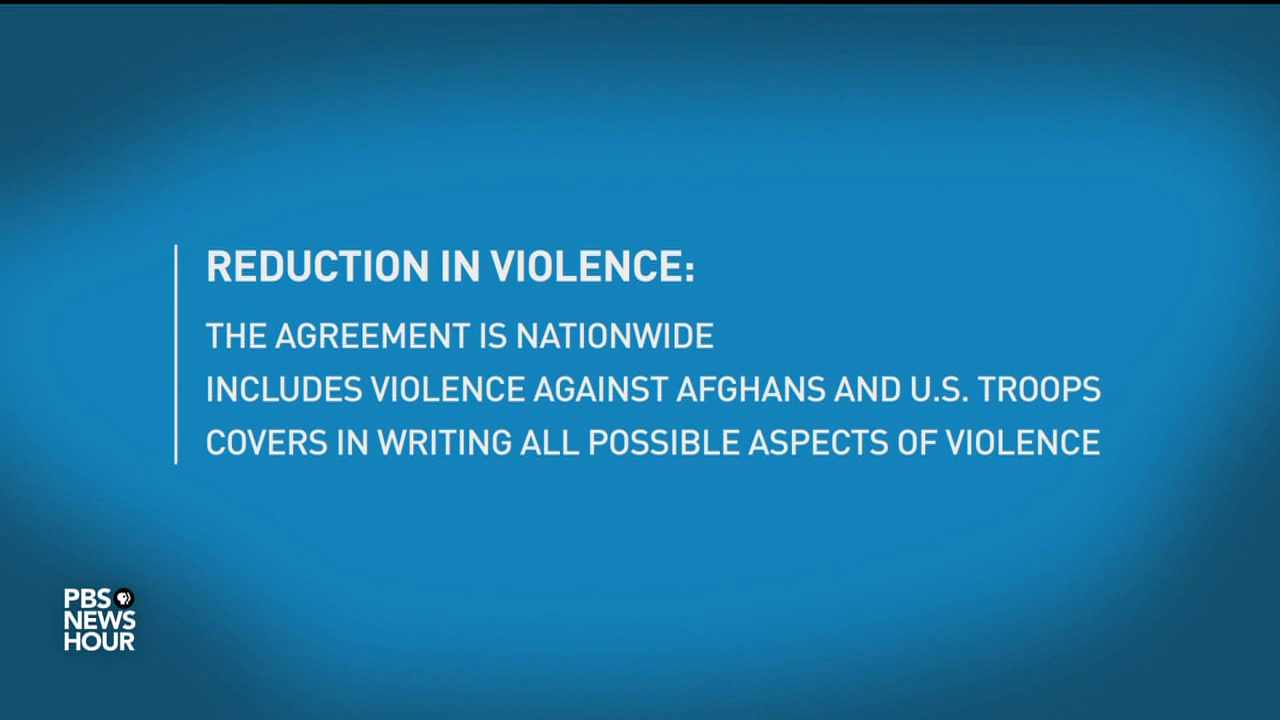 REDUCTION IN VIOLENCE:
THE AGREEMENT IS NATIONWIDE
INCLUDES VIOLENCE AGAINST AFGHANS AND U.S. TROOPS
COVERS IN WRITING ALL POSSIBLE ASPECTS OF VIOLENCE
PBS
NEWS
HOUR